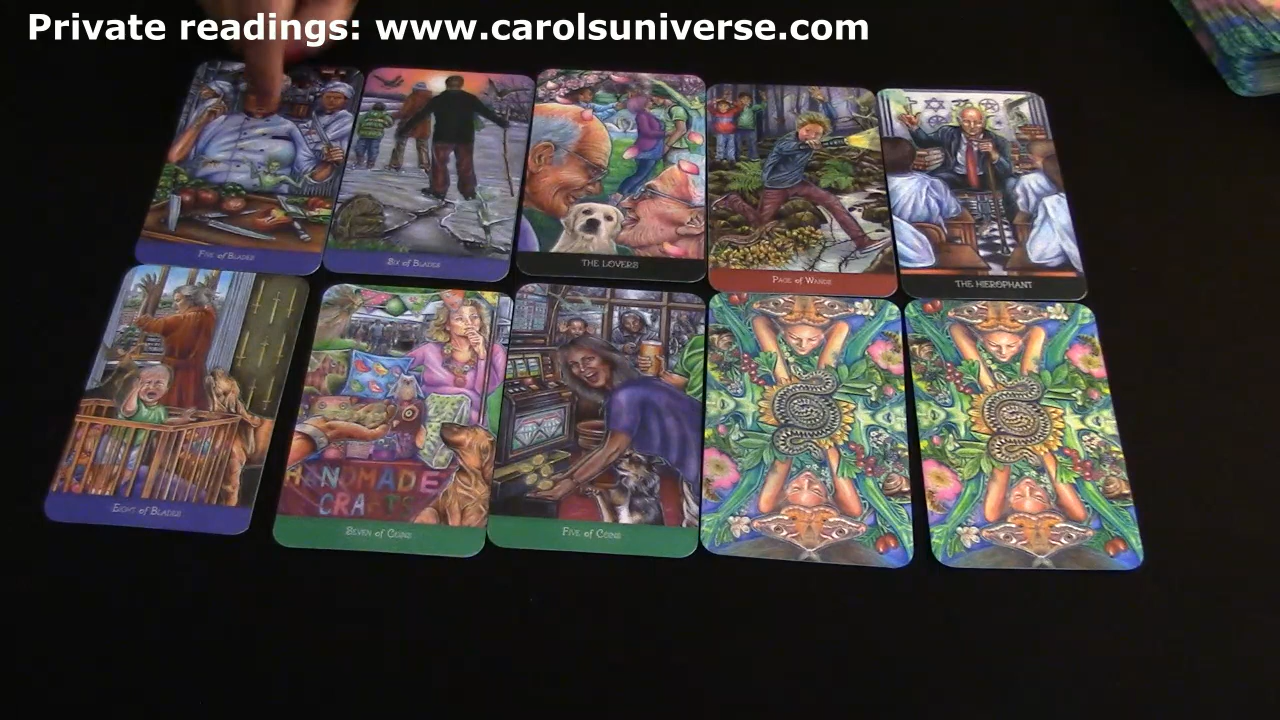 Private readings: www.carolsuniverse.com
Five of Blades
Six of Blades
THE LOVERS
Page of Wands
THE HIEROPHANT
Eight of Blades
Seven of Coins
Five of Coins
HANDMADE
CRAFTS